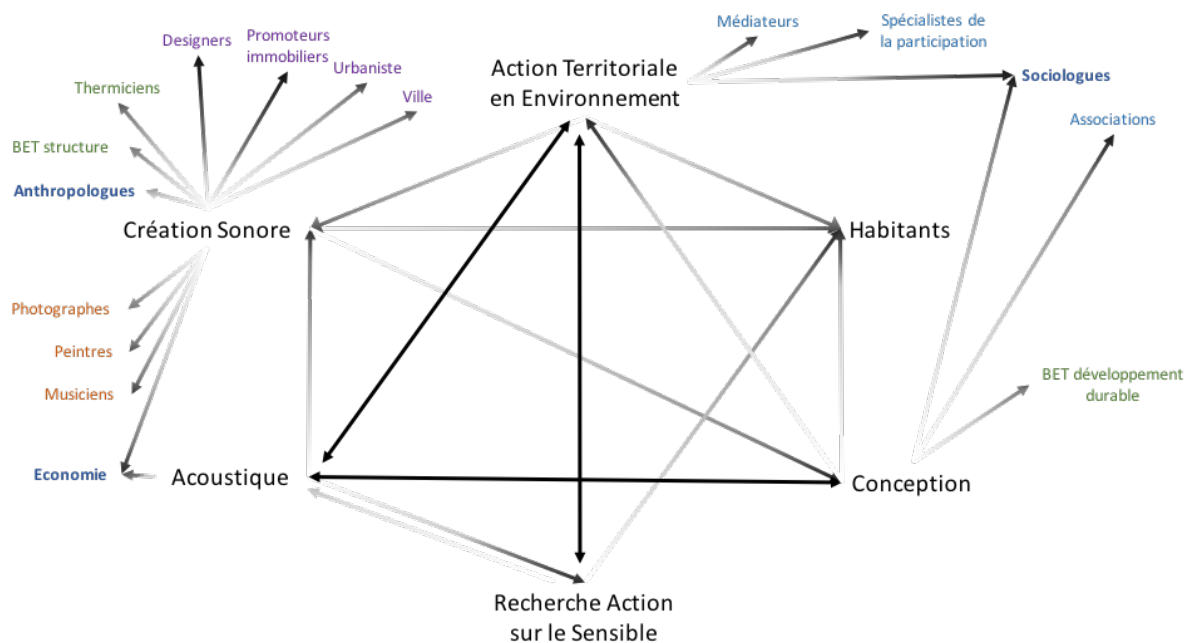 Designers
Promoteurs
immobiliers
Urbaniste
Ville
Thermiciens
BET structure
Anthropologues
Création Sonore
Médiateurs
Spécialistes de
la participation
Action Territoriale
en Environnement
Sociologues
Associations
Habitants
Photographes
Peintres
Musiciens
Economie
Acoustique
BET développement
durable
Conception
Recherche Action
sur le Sensible